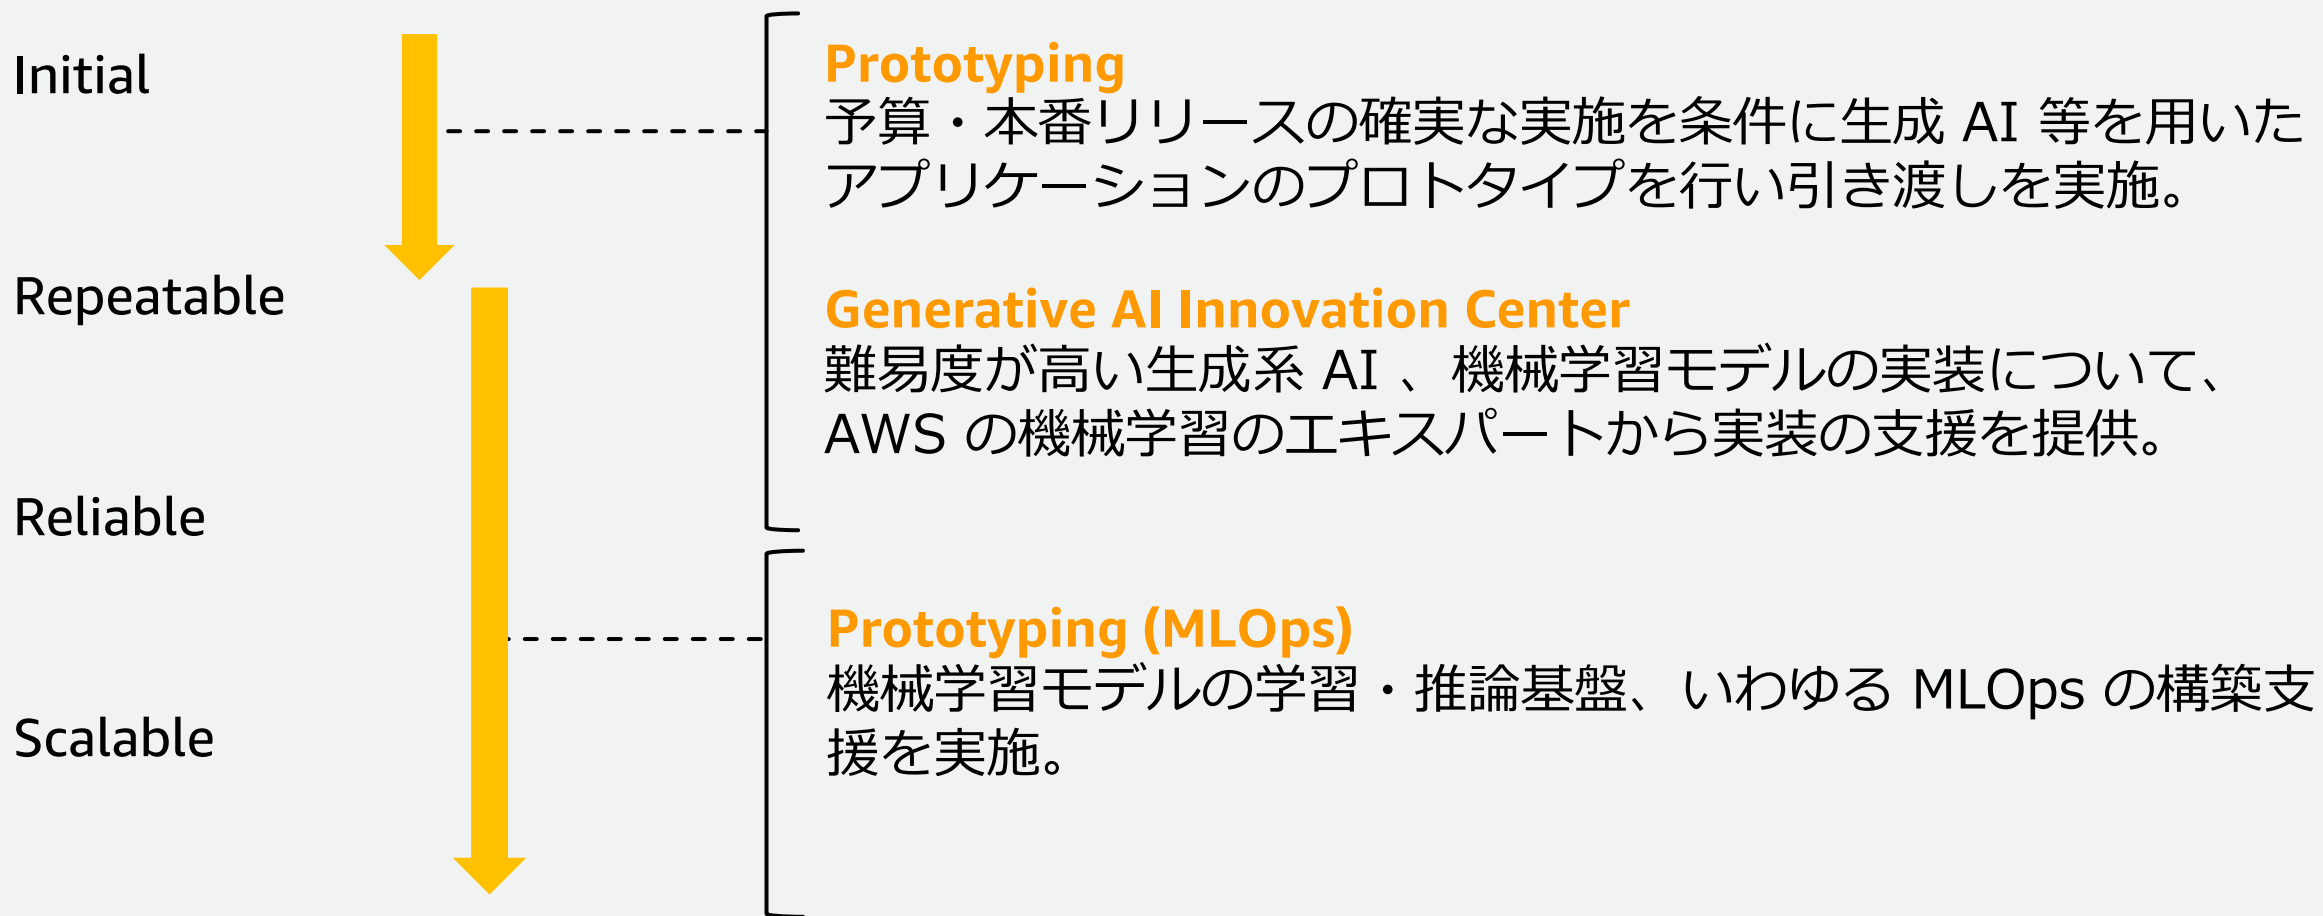 Initial
Repeatable
Reliable
Scalable
Prototyping
予算・本番リリースの確実な実施を条件に生成 AI 等を用いた
アプリケーションのプロトタイプを行い引き渡しを実施。
Generative AI Innovation Center
難易度が高い生成系 AI 、機械学習モデルの実装について、
AWS の機械学習のエキスパートから実装の支援を提供。
Prototyping (MLOps)
機械学習モデルの学習・推論基盤、いわゆる MLOps の構築支
援を実施。